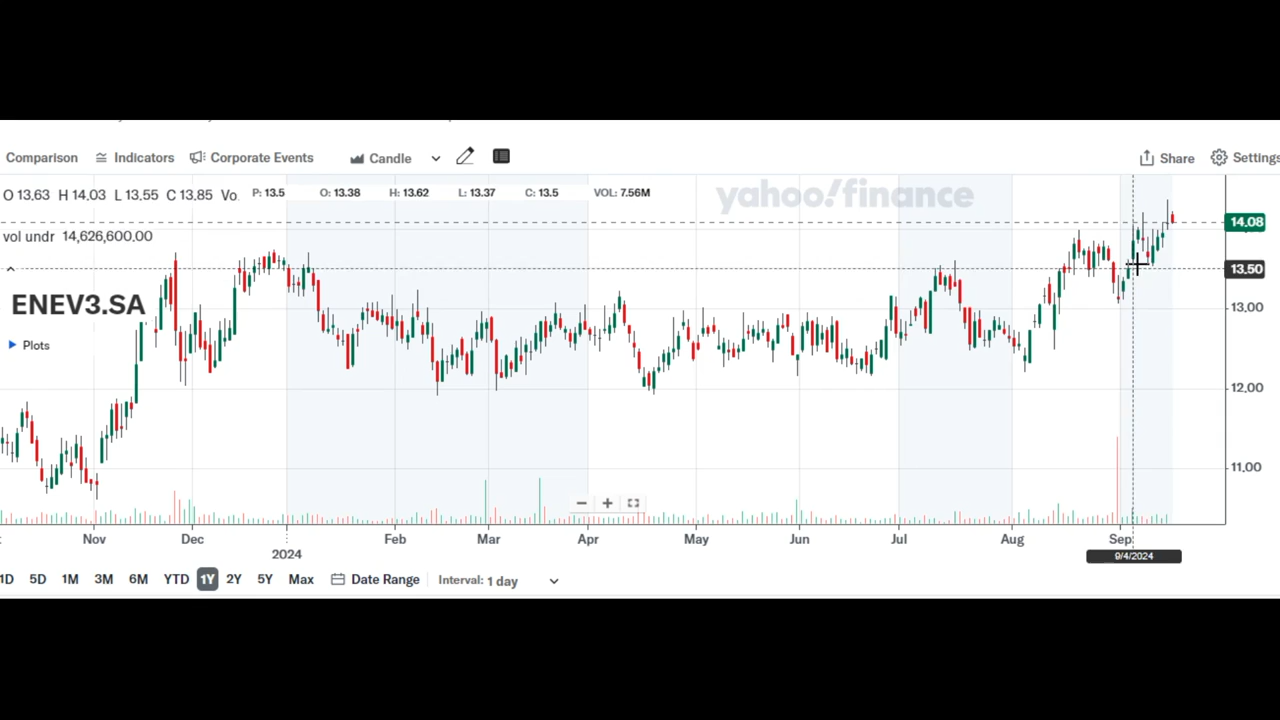 Comparison Indicators Corporate Events Candle Share Settings
O 13.63 H 14.03 L 13.55 C 13.85 Vo. P: 13.5 O: 13.38 H: 13.62 L: 13.37 C: 13.5 VOL: 7.56M
yahoo!finance
14.08
vol undr 14,626,600.00
13.50
ENEV3.SA
13.00
Plots
12.00
11.00
Nov Dec Feb Mar Apr May Jun Jul Aug Sep
2024
9/4/2024
1D 5D 1M 3M 6M YTD 1Y 2Y 5Y Max Date Range Interval: 1 day